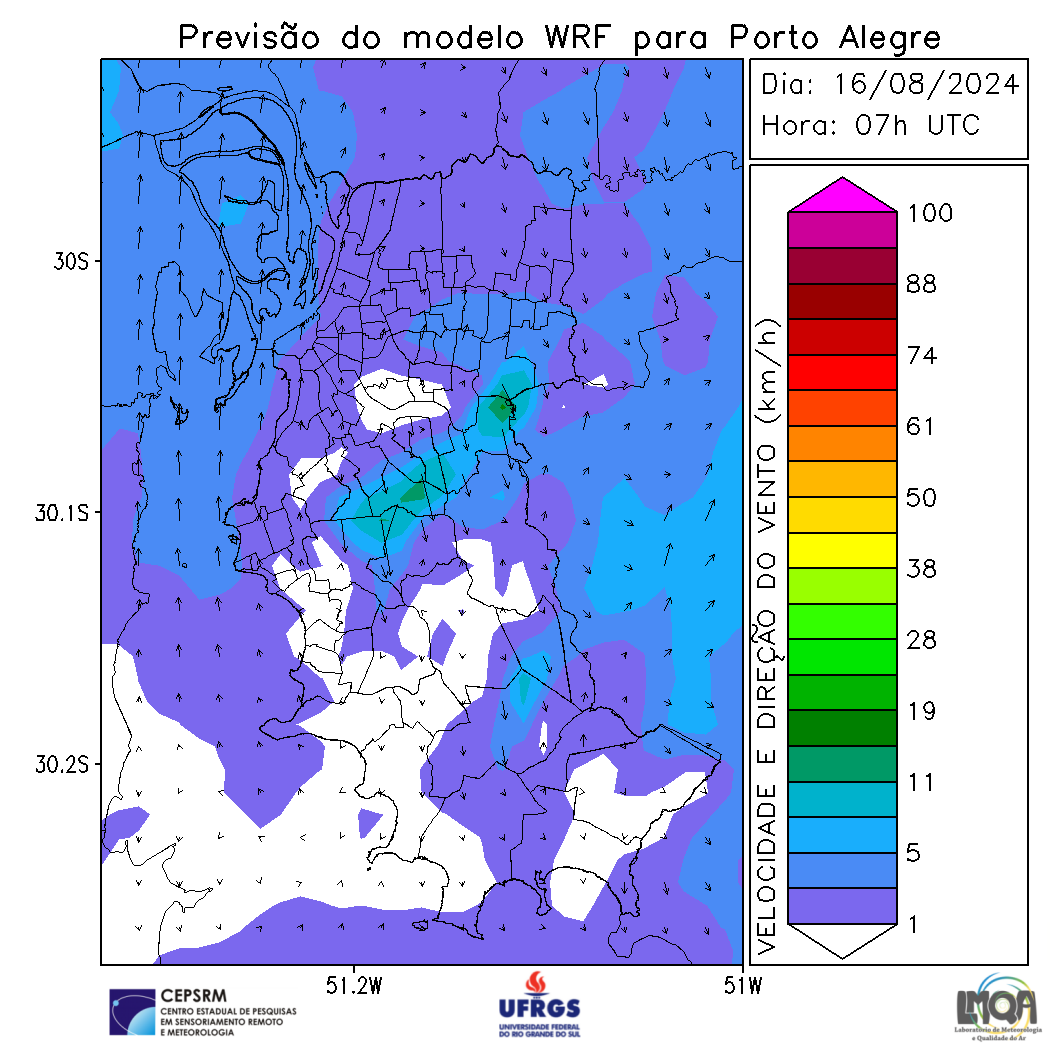 Previsão do modelo WRF para Porto Alegre
Dia: 16/08/2024
Hora: 07h UTC
30S
30.1S
30.2S
51.2W
51W
VELOCIDADE E DIREÇÃO DO VENTO (km/h)
100
88
74
61
50
38
28
19
11
5
1
CEPSRM
CENTRO ESTADUAL DE PESQUISAS
EM SENSORIAMENTO REMOTO
E METEOROLOGIA
UFRGS
UNIVERSIDADE FEDERAL
DO RIO GRANDE DO SUL
LMQA
Laboratório de Meteorologia
e Qualidade do Ar